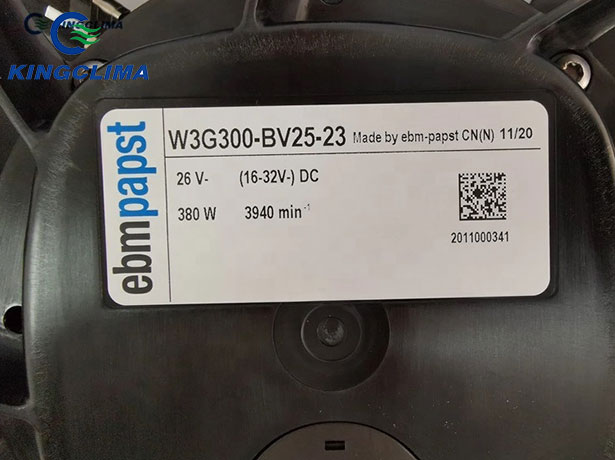 KINGCLIMA
KINGCLIMA
ebmpapst
W3G300-BV25-23 Made by ebm-papst CN(N) 11/20
26 V- (16-32V-) DC
380 W 3940 min-1
2011000341